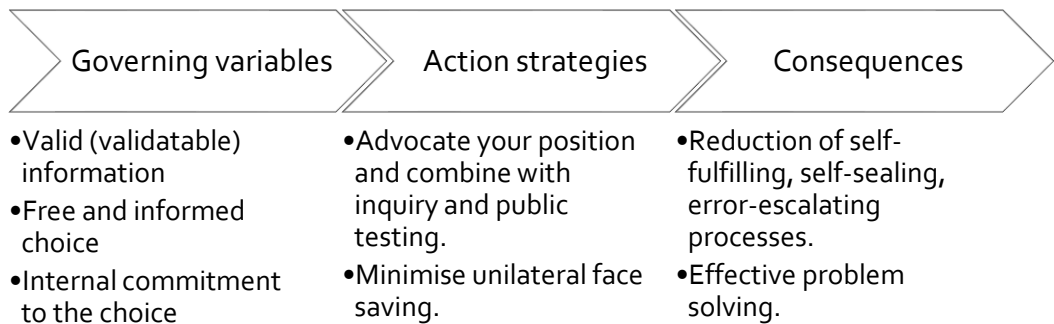 Governing variables
Action strategies
Consequences
•Valid (validatable)
information
•Free and informed
choice
•Internal commitment
to the choice
•Advocate your position
and combine with
inquiry and public
testing.
•Minimise unilateral face
saving.
•Reduction of self-
fulfilling, self-sealing,
error-escalating
processes.
•Effective problem
solving.